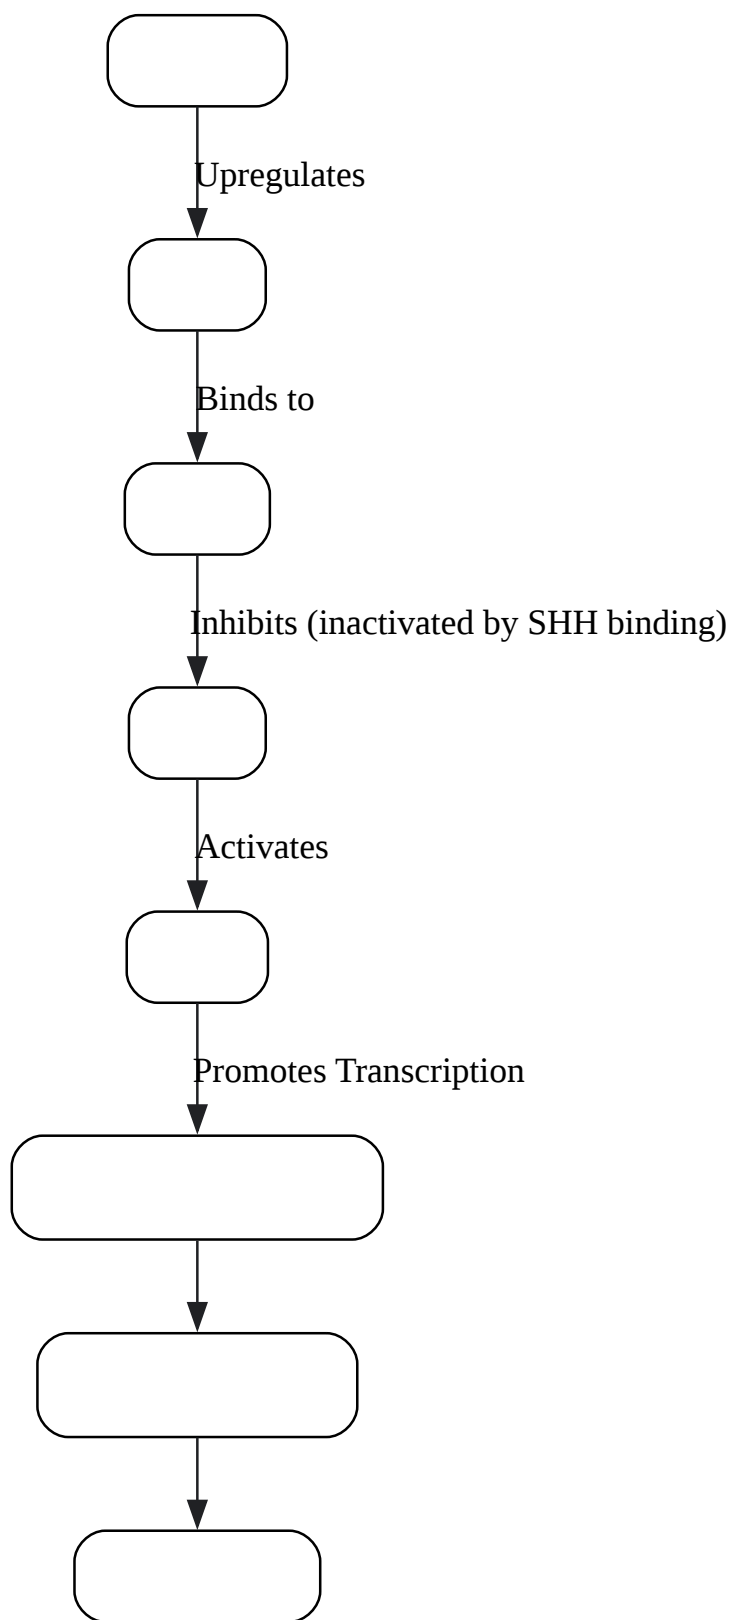 Upregulates
Binds to
Inhibits (inactivated by SHH binding)
Activates
Promotes Transcription